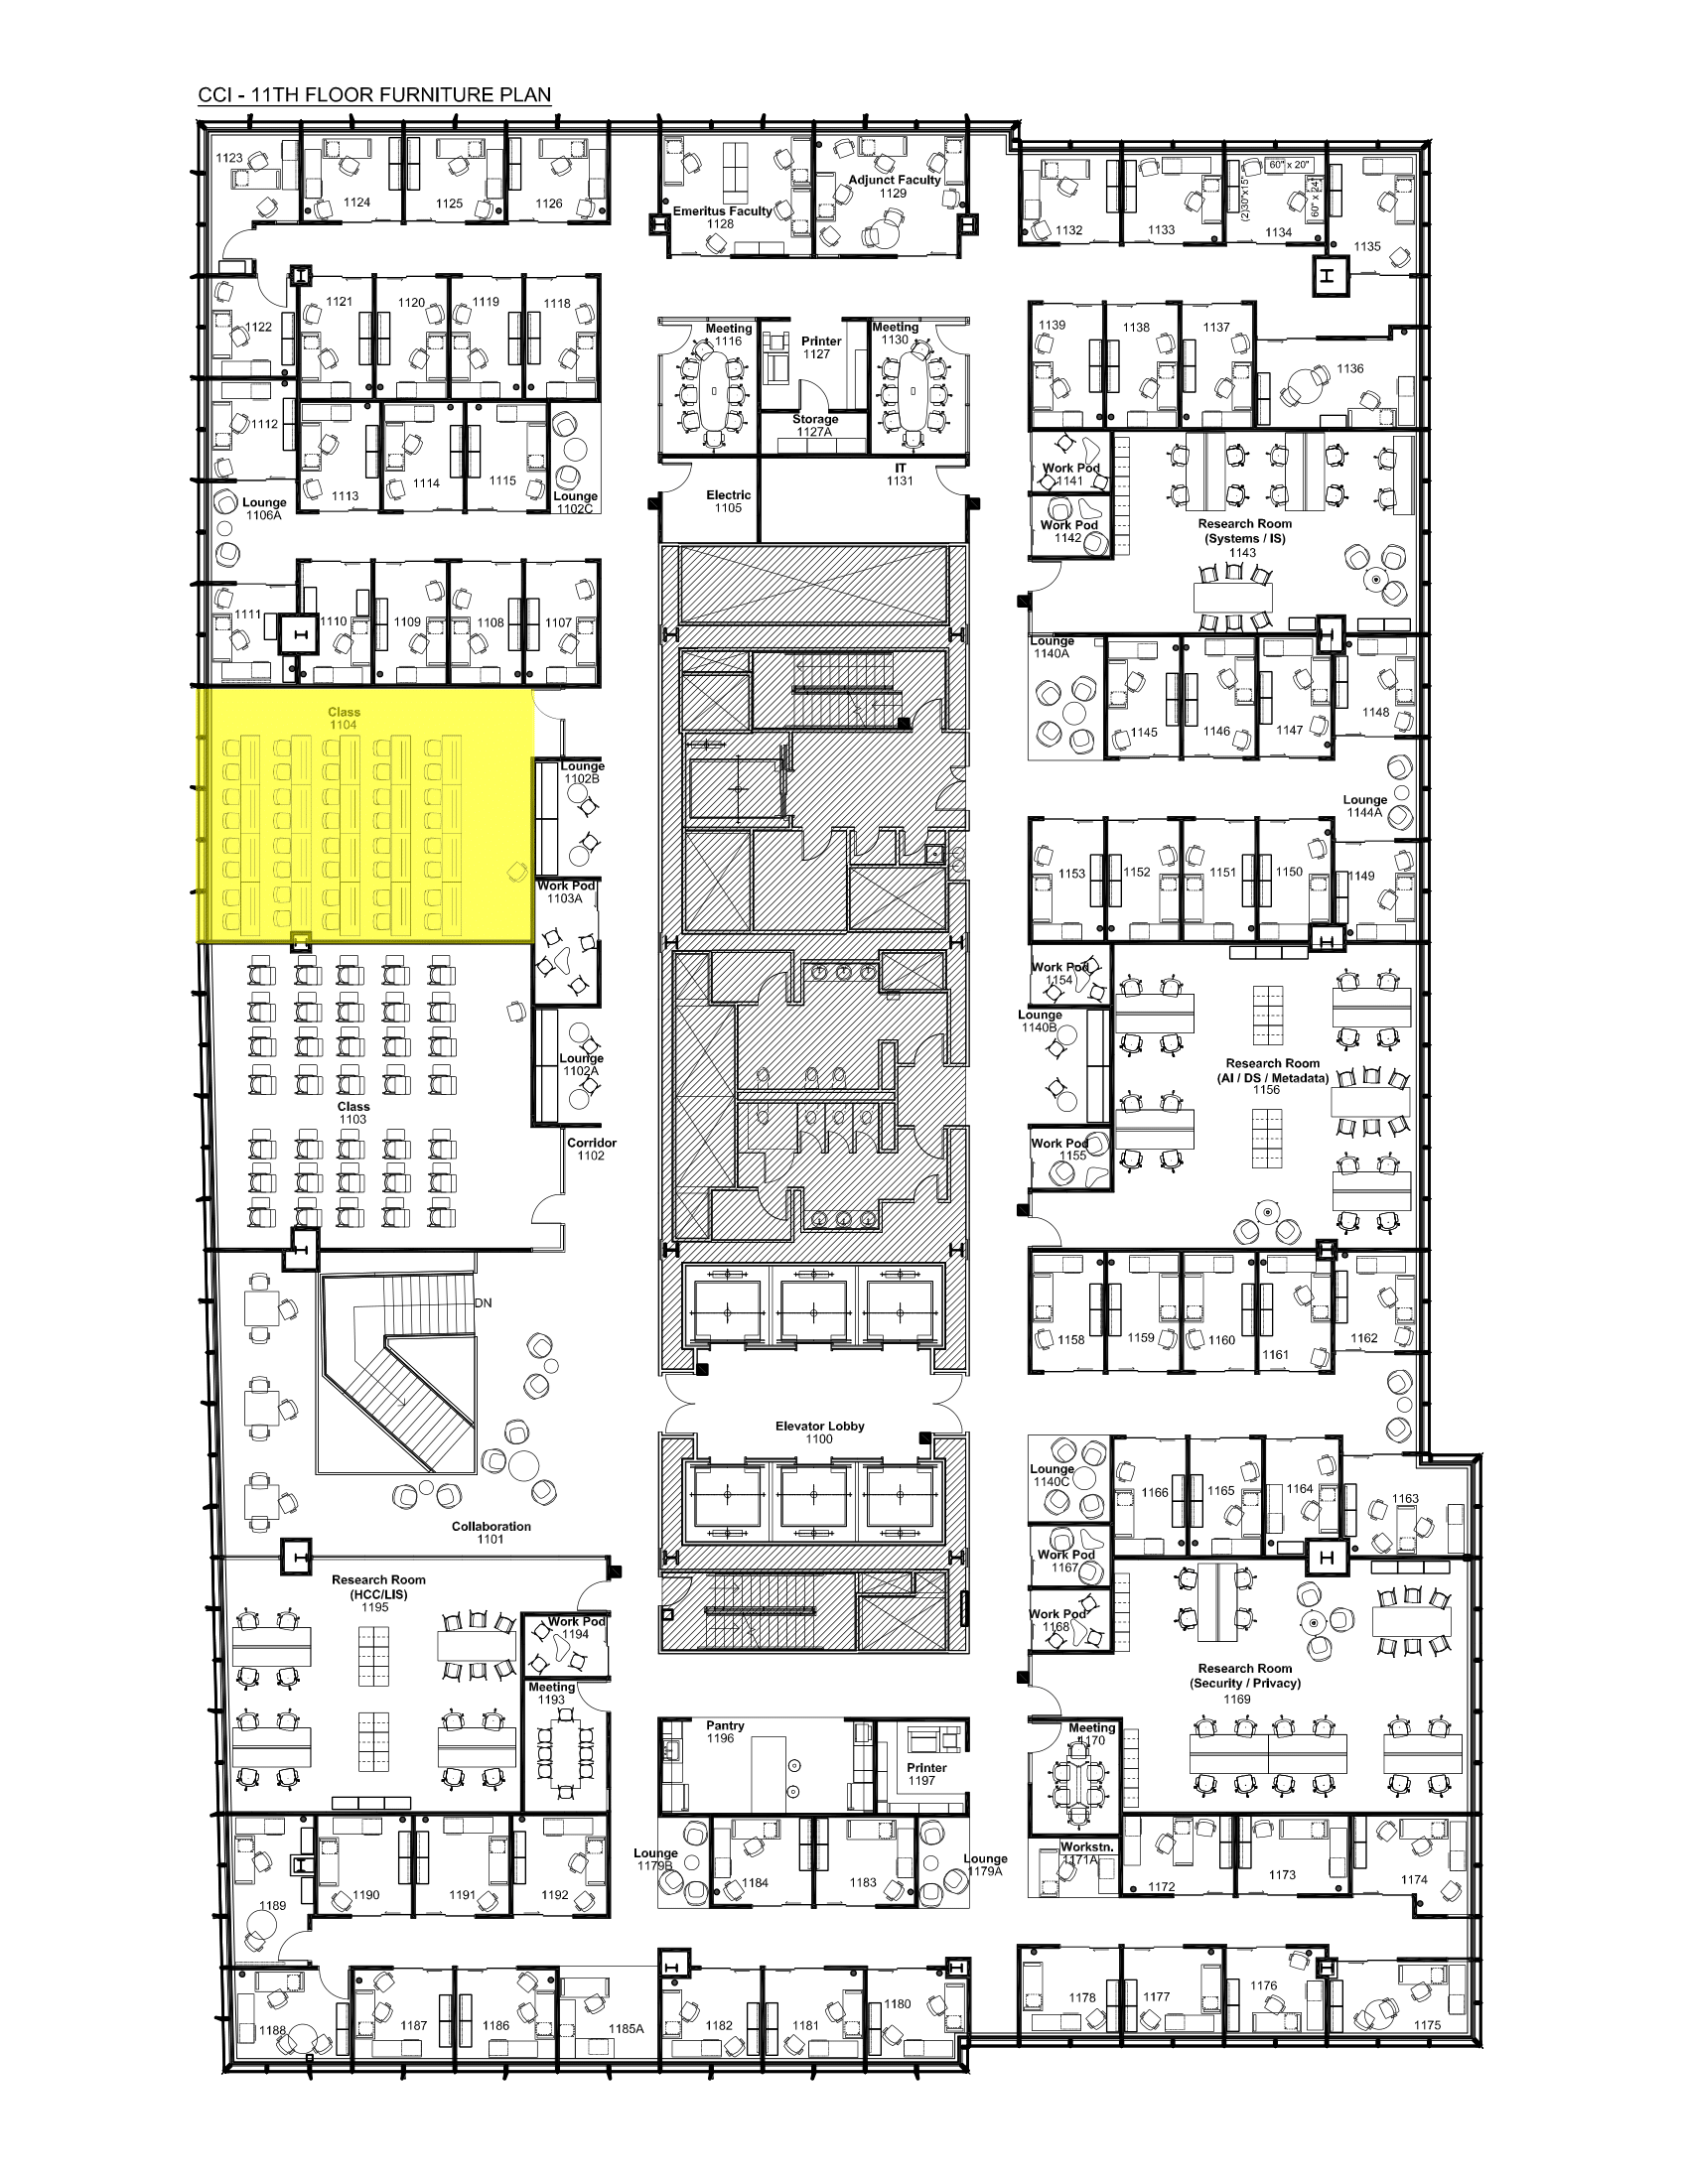 CCI - 11TH FLOOR FURNITURE PLAN
1123
1124
1125
1126
Emeritus Faculty
1128
Adjunct Faculty
1129
1132
1133
60" x 20"
(2)30"x15"
60" x 24"
1134
1135
1122
1121
1120
1119
1118
Meeting
1116
Printer
1127
Meeting
1130
1139
1138
1137
1136
1112
1113
1114
1115
Lounge
1102C
Storage
1127A
Lounge
1106A
Electric
1105
IT
1131
Work Pod
1141
Work Pod
1142
Research Room
(Systems / IS)
1143
1111
1110
1109
1108
1107
Lounge
1140A
1145
1146
1147
1148
Class
1104
Lounge
1102B
Lounge
1144A
Work Pod
1103A
1153
1152
1151
1150
1149
Work Pod
1154
Lounge
1140B
Research Room
(AI / DS / Metadata)
1156
Lounge
1102A
Class
1103
Corridor
1102
Work Pod
1155
DN
1158
1159
1160
1161
1162
Elevator Lobby
1100
Collaboration
1101
Lounge
1140C
1166
1165
1164
1163
Work Pod
1167
Work Pod
1168
Research Room
(HCC/LIS)
1195
Work Pod
1194
Meeting
1193
Research Room
(Security / Privacy)
1169
Pantry
1196
Printer
1197
Meeting
1170
Lounge
1179B
1184
1183
Lounge
1179A
Workstn.
1171A
1172
1173
1174
1189
1190
1191
1192
1188
1187
1186
1185A
1182
1181
1180
1178
1177
1176
1175